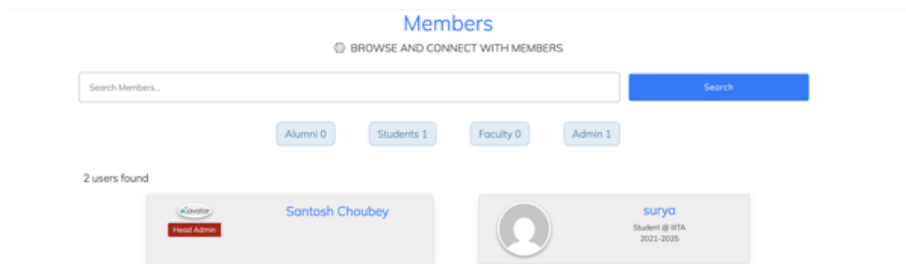 Members
BROWSE AND CONNECT WITH MEMBERS
Search Members...
Search
Alumni 0
Students 1
Faculty 0
Admin 1
2 users found
Head Admin
Santosh Choubey
surya
Student @ IIITA
2021-2025